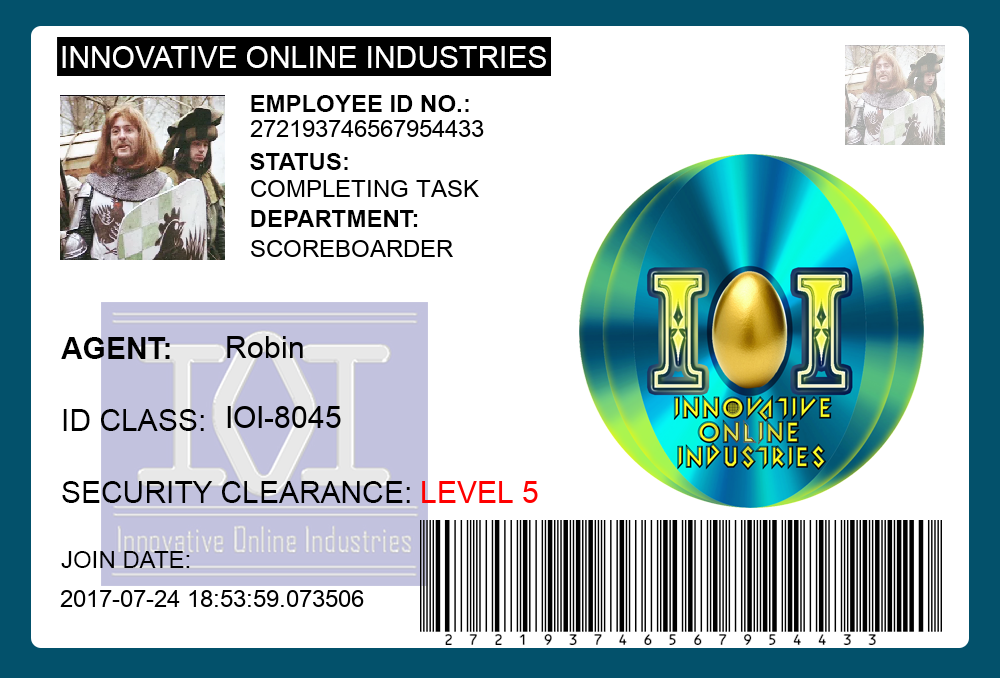 INNOVATIVE ONLINE INDUSTRIES
EMPLOYEE ID NO.:
272193746567954433
STATUS:
COMPLETING TASK
DEPARTMENT:
SCOREBOARDER
AGENT: Robin
ID CLASS: IOI-8045
SECURITY CLEARANCE: LEVEL 5
IOI
Innovative Online Industries
JOIN DATE:
2017-07-24 18:53:59.073506
IOI
INNOVATIVE
ONLINE
INDUSTRIES
272193746567954433